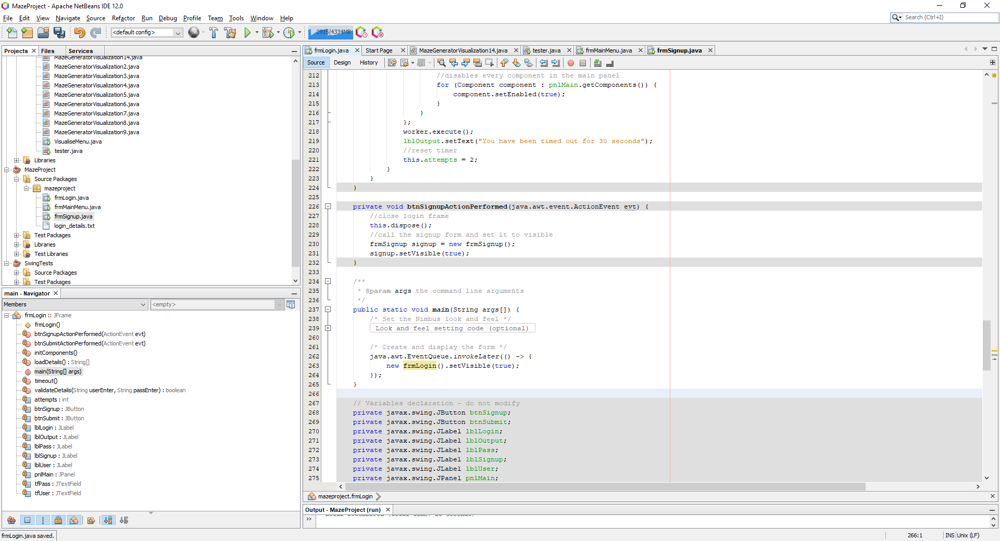 MazeProject - Apache NetBeans IDE 12.0
File Edit View Navigate Source Refactor Run Debug Profile Team Tools Window Help
Search (Ctrl+I)
<default config>
2915/4334MB
Projects Files Services
MazeGeneratorVisualization14.java
MazeGeneratorVisualization2.java
MazeGeneratorVisualization3.java
MazeGeneratorVisualization4.java
MazeGeneratorVisualization5.java
MazeGeneratorVisualization6.java
MazeGeneratorVisualization7.java
MazeGeneratorVisualization8.java
MazeGeneratorVisualization9.java
VisualiseMenu.java
tester.java
Libraries
MazeProject
Source Packages
mazeproject
frmLogin.java
frmMainMenu.java
frmSignup.java
login_details.txt
Test Packages
Libraries
Test Libraries
SwingTests
Source Packages
Test Packages
main - Navigator
Members
<empty>
frmLogin :: JFrame
frmLogin()
btnSignupActionPerformed(ActionEvent evt)
btnSubmitActionPerformed(ActionEvent evt)
initComponents()
loadDetails() : String[]
main(String[] args)
timeout()
validateDetails(String userEnter, String passEnter) : boolean
attempts : int
btnSignup : JButton
btnSubmit : JButton
lblLogin : JLabel
lblOutput : JLabel
lblPass : JLabel
lblSignup : JLabel
lblUser : JLabel
pnlMain : JPanel
tfPass : JTextField
tfUser : JTextField
frmLogin.java saved.
frmLogin.java Start Page MazeGeneratorVisualization14.java tester.java frmMainMenu.java frmSignup.java
Source Design History
212 //disables every component in the main panel
213 for (Component component : pnlMain.getComponents()) {
214 component.setEnabled(true);
215 }
216 }
217 };
218 worker.execute();
219 lblOutput.setText("You have been timed out for 30 seconds");
220 //reset timer
221 this.attempts = 2;
222 }
223 }
224 }
225
226 private void btnSignupActionPerformed(java.awt.event.ActionEvent evt) {
227 //close login frame
228 this.dispose();
229 //call the signup form and set it to visible
230 frmSignup signup = new frmSignup();
231 signup.setVisible(true);
232 }
233
234 /**
235 * @param args the command line arguments
236 */
237 public static void main(String args[]) {
238 /* Set the Nimbus look and feel */
239 Look and feel setting code (optional)
260
261 /* Create and display the form */
262 java.awt.EventQueue.invokeLater(() -> {
263 new frmLogin().setVisible(true);
264 });
265 }
266
267 // Variables declaration - do not modify
268 private javax.swing.JButton btnSignup;
269 private javax.swing.JButton btnSubmit;
270 private javax.swing.JLabel lblLogin;
271 private javax.swing.JLabel lblOutput;
272 private javax.swing.JLabel lblPass;
273 private javax.swing.JLabel lblSignup;
274 private javax.swing.JLabel lblUser;
275 private javax.swing.JPanel pnlMain;
mazeproject.frmLogin
Output - MazeProject (run)
266:1 INS Unix (LF)